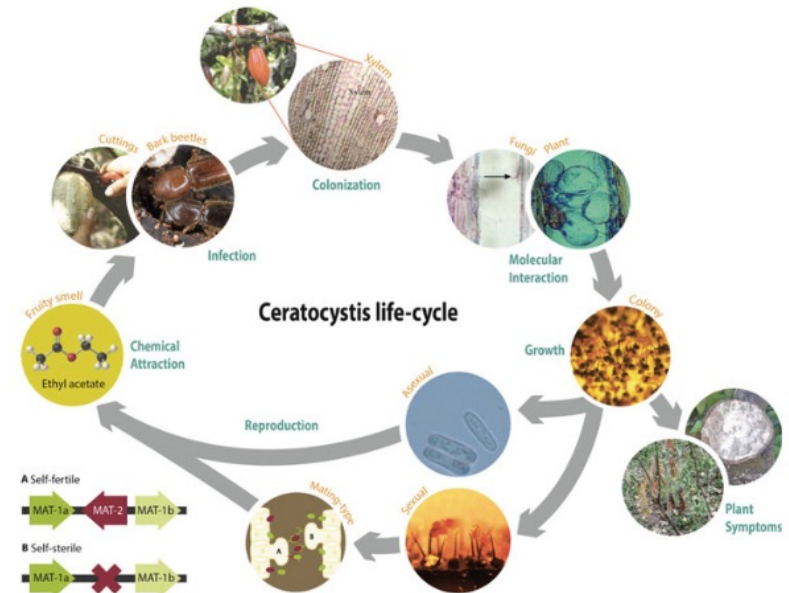 Xylem
Xylem
Colonization
Cuttings
Bark beetles
Infection
Fungi
Plant
Molecular
Interaction
Fruity smell
Ethyl acetate
Chemical
Attraction
Ceratocystis life-cycle
Colony
Growth
Asexual
Reproduction
Plant
Symptoms
Sexual
Mating-type
A
B
A Self-fertile
MAT-1a
MAT-2
MAT-1b
B Self-sterile
MAT-1a
MAT-1b